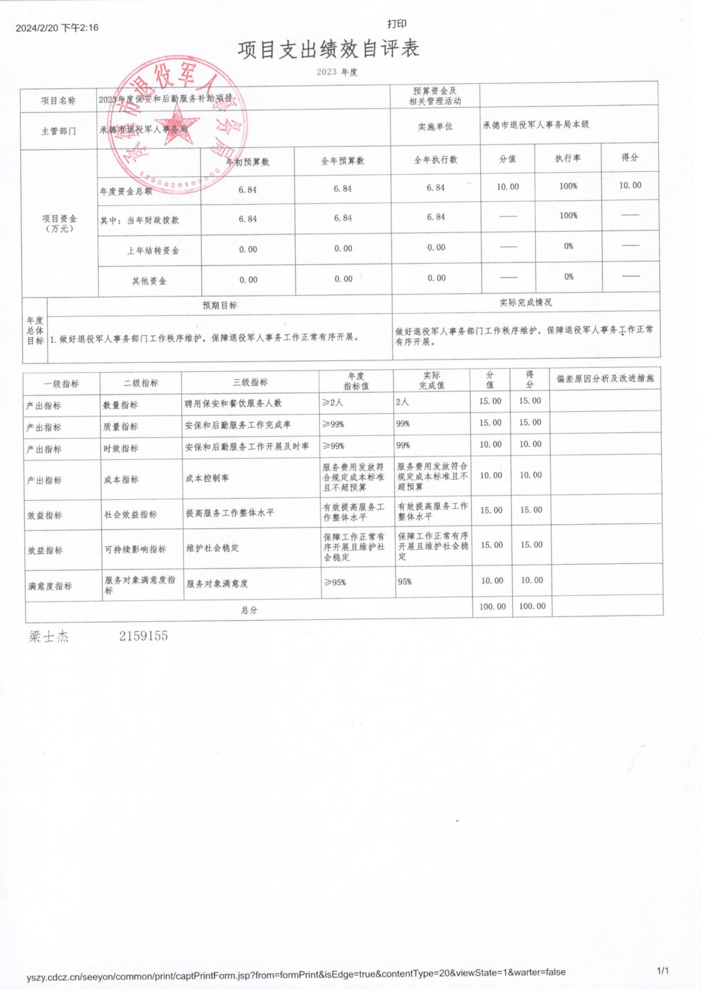 2024/2/20 下午2:16
打印
项目支出绩效自评表
2023 年度
项目名称 2023年度保安和后勤服务补助项目 预算资金及
相关管理活动
主管部门 承德市退役军人事务局 实施单位 承德市退役军人事务局本级
承德市退役军人事务局
年初预算数 全年预算数 全年执行数 分值 执行率 得分
年度资金总额 6.84 6.84 6.84 10.00 100% 10.00
项目资金
（万元）
其中：当年财政拨款 6.84 6.84 6.84 —— 100% ——
上年结转资金 0.00 0.00 0.00 —— 0% ——
其他资金 0.00 0.00 0.00 —— 0% ——
预期目标 实际完成情况
年度
总体
目标
1.做好退役军人事务部门工作秩序维护，保障退役军人事务工作正常有序开展。
做好退役军人事务部门工作秩序维护，保障退役军人事务工作正常
有序开展。
一级指标 二级指标 三级指标 年度
指标值 实际
完成值 分
值 得
分 偏差原因分析及改进措施
产出指标 数量指标 聘用保安和餐饮服务人数 ≥2人 2人 15.00 15.00
产出指标 质量指标 安保和后勤服务工作完成率 ≥99% 99% 15.00 15.00
产出指标 时效指标 安保和后勤服务工作开展及时率 ≥99% 99% 10.00 10.00
产出指标 成本指标 成本控制率 服务费用发放符
合规定成本标准
且不超预算 服务费用发放符合
规定成本标准且不
超预算 10.00 10.00
效益指标 社会效益指标 提高服务工作整体水平 有效提高服务工
作整体水平 有效提高服务工作
整体水平 15.00 15.00
效益指标 可持续影响指标 维护社会稳定 保障工作正常有
序开展且维护社
会稳定 保障工作正常有序
开展且维护社会稳
定 15.00 15.00
满意度指标 服务对象满意度指
标 服务对象满意度 ≥95% 95% 10.00 10.00
总分 100.00 100.00
梁士杰 2159155
yszy.cdcz.cn/seeyon/common/print/captPrintForm.jsp?from=formPrint&isEdge=true&contentType=20&viewState=1&warter=false
1/1